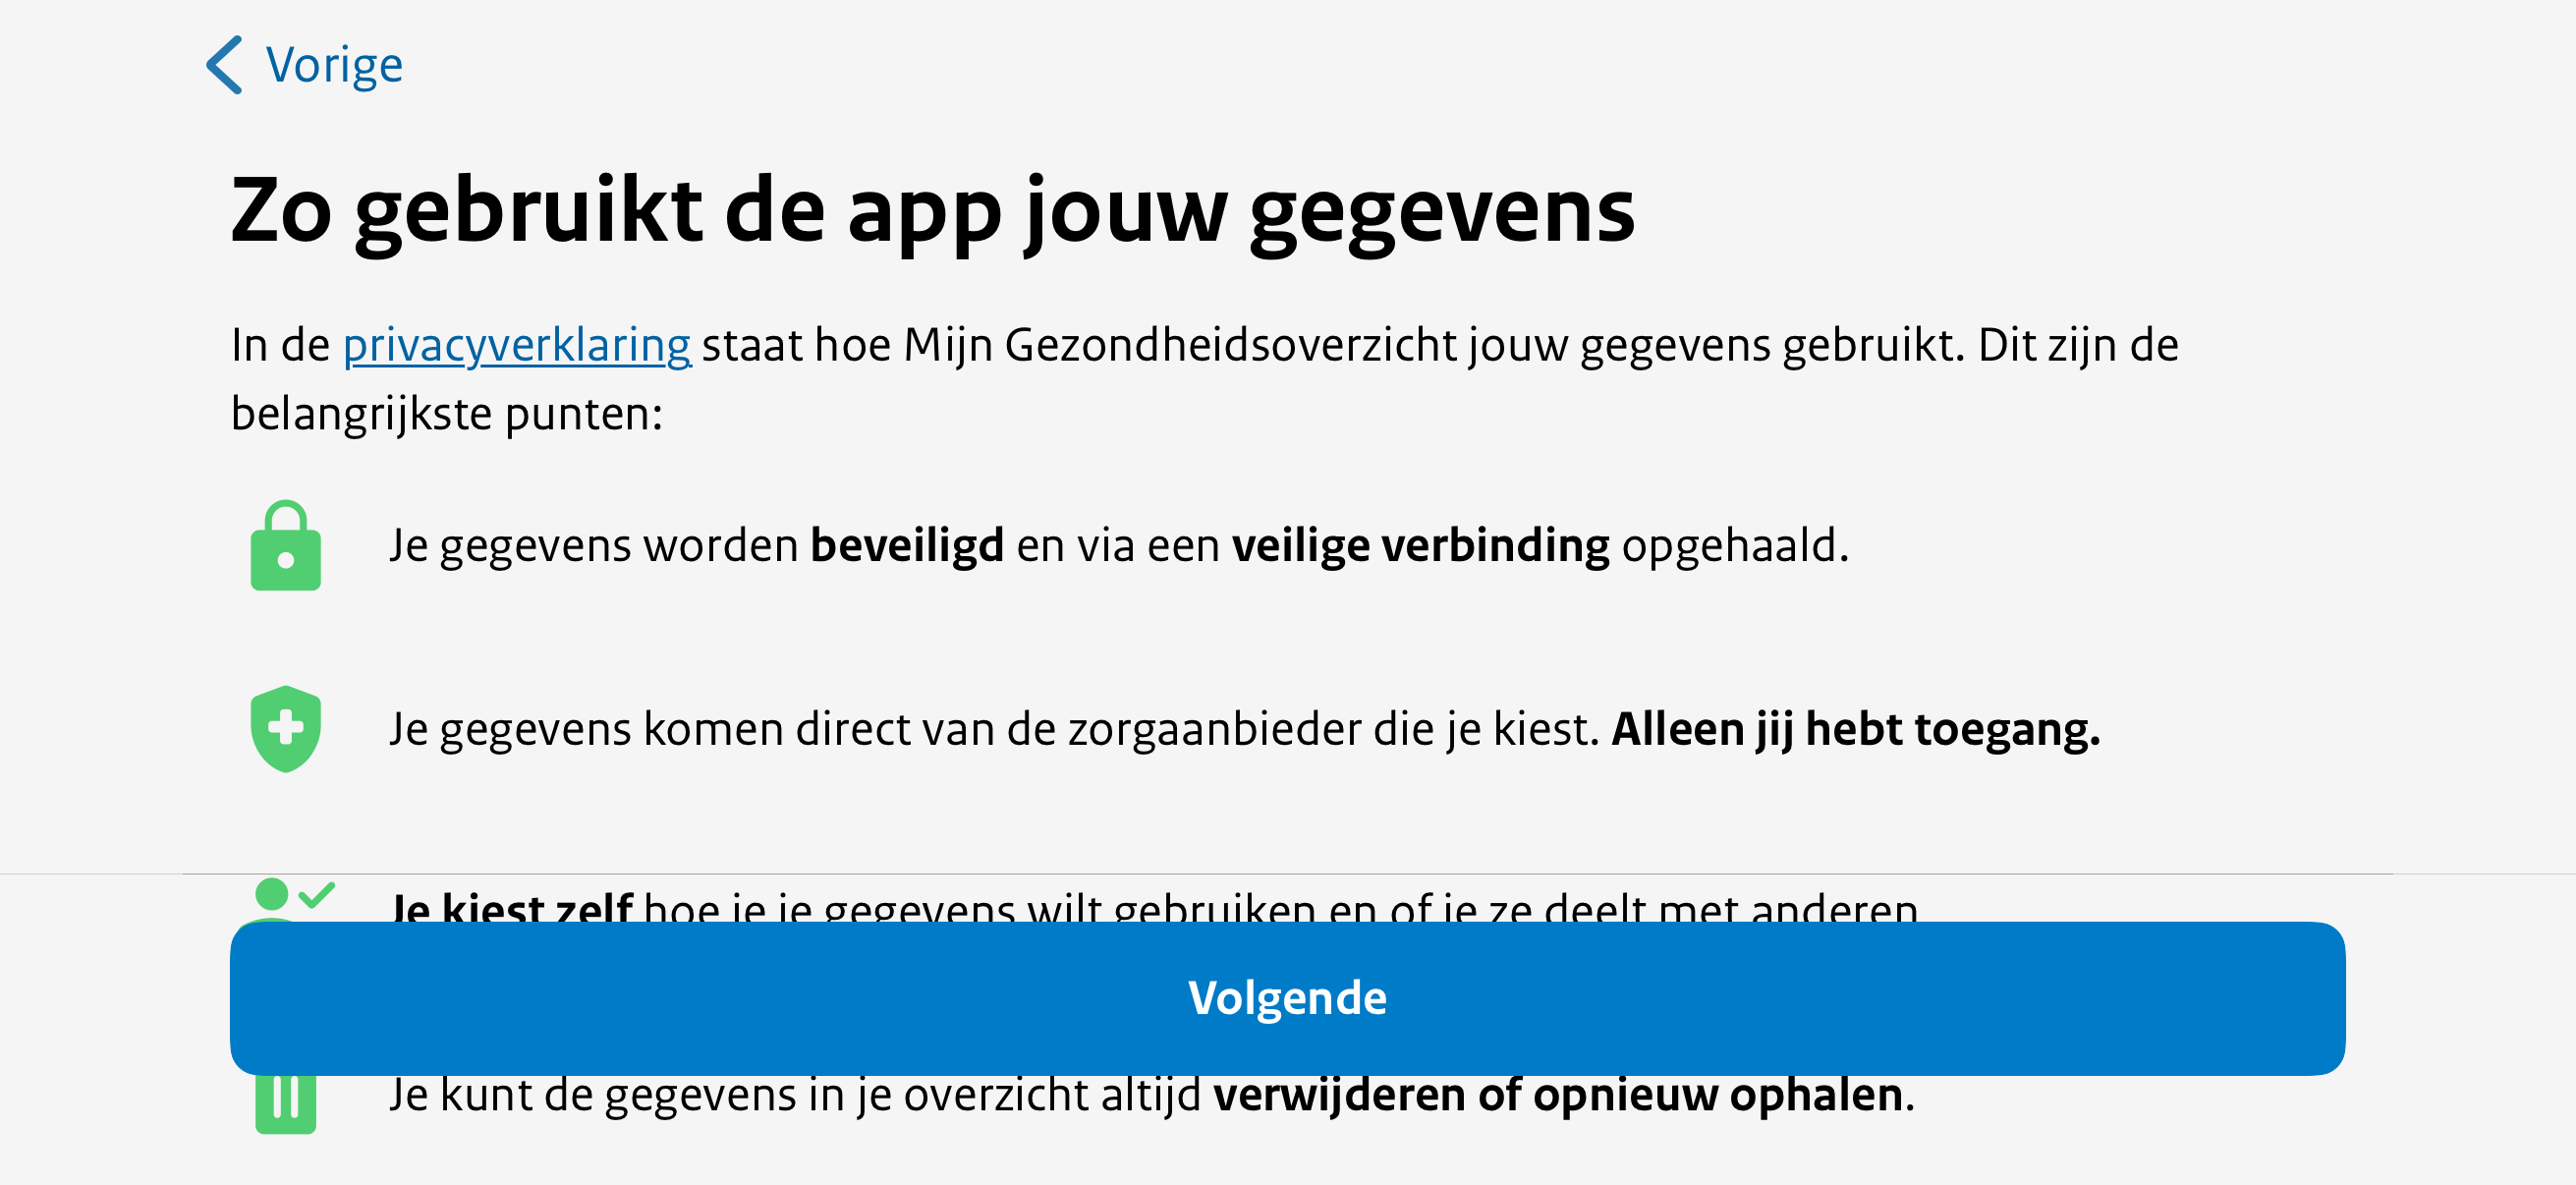 Vorige
Zo gebruikt de app jouw gegevens
In de privacyverklaring staat hoe Mijn Gezondheidsoverzicht jouw gegevens gebruikt. Dit zijn de
belangrijkste punten:
Je gegevens worden beveiligd en via een veilige verbinding opgehaald.
Je gegevens komen direct van de zorgaanbieder die je kiest. Alleen jij hebt toegang.
Je kiest zelf hoe je je gegevens wilt gebruiken en of je ze deelt met anderen
Volgende
Je kunt de gegevens in je overzicht altijd verwijderen of opnieuw ophalen.